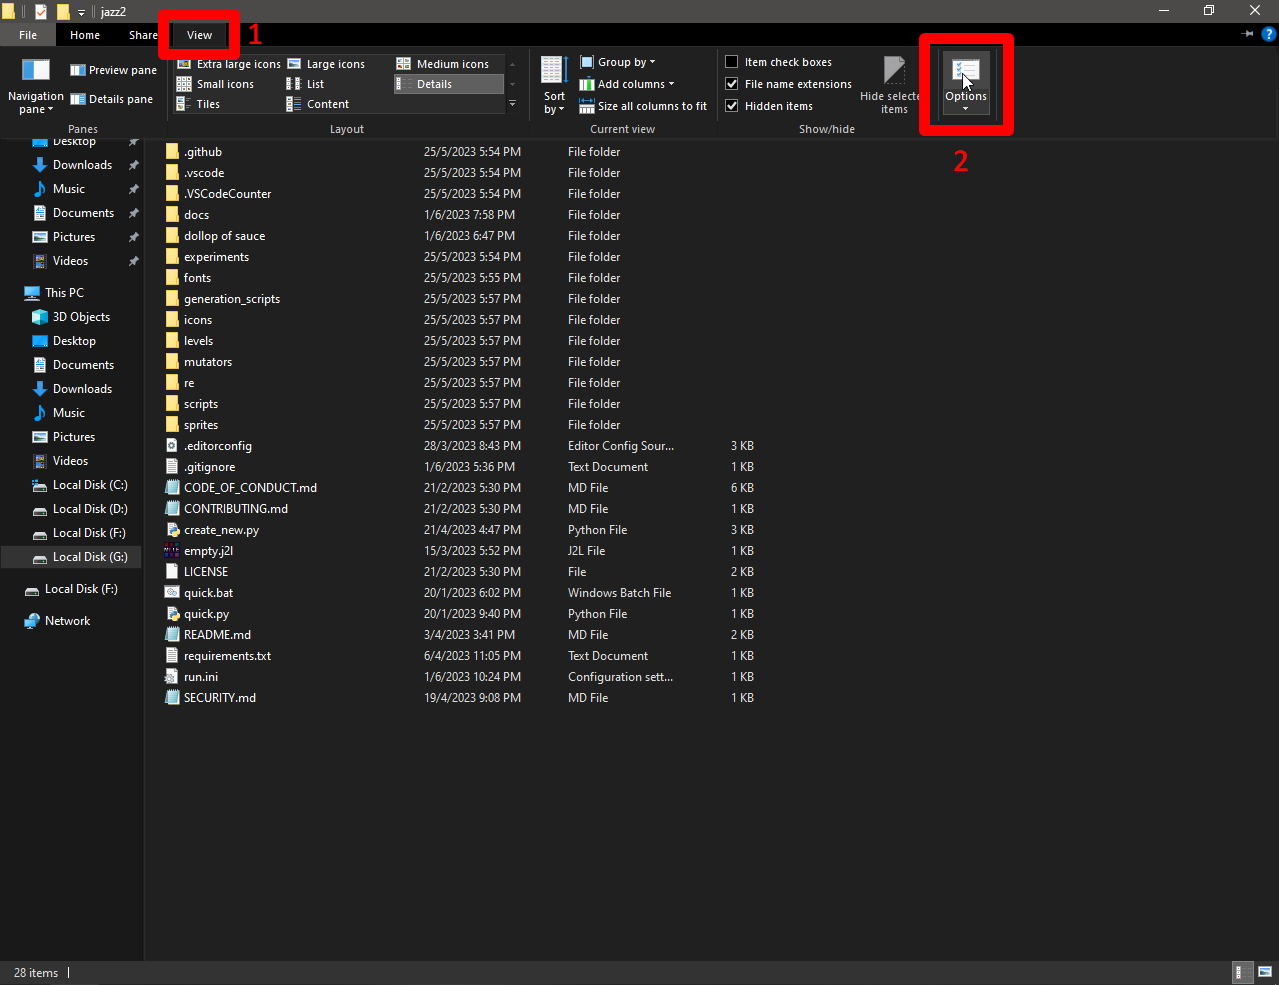 jazz2
File Home Share View 1
Navigation pane
Preview pane
Details pane
Panes
Extra large icons Large icons Medium icons
Small icons List Details
Tiles Content
Layout
Sort by
Group by
Add columns
Size all columns to fit
Current view
Item check boxes
File name extensions
Hidden items
Hide selecte
items
Show/hide
Options
2
Desktop
Downloads
Music
Documents
Pictures
Videos
This PC
3D Objects
Desktop
Documents
Downloads
Music
Pictures
Videos
Local Disk (C:)
Local Disk (D:)
Local Disk (F:)
Local Disk (G:)
Local Disk (F:)
Network
.github 25/5/2023 5:54 PM File folder
.vscode 25/5/2023 5:54 PM File folder
.VSCodeCounter 25/5/2023 5:54 PM File folder
docs 1/6/2023 7:58 PM File folder
dollop of sauce 1/6/2023 6:47 PM File folder
experiments 25/5/2023 5:54 PM File folder
fonts 25/5/2023 5:55 PM File folder
generation_scripts 25/5/2023 5:57 PM File folder
icons 25/5/2023 5:57 PM File folder
levels 25/5/2023 5:57 PM File folder
mutators 25/5/2023 5:57 PM File folder
re 25/5/2023 5:57 PM File folder
scripts 25/5/2023 5:57 PM File folder
sprites 25/5/2023 5:57 PM File folder
.editorconfig 28/3/2023 8:43 PM Editor Config Sour... 3 KB
.gitignore 1/6/2023 5:36 PM Text Document 1 KB
CODE_OF_CONDUCT.md 21/2/2023 5:30 PM MD File 6 KB
CONTRIBUTING.md 21/2/2023 5:30 PM MD File 1 KB
create_new.py 21/4/2023 4:47 PM Python File 3 KB
empty.j2l 15/3/2023 5:52 PM J2L File 1 KB
LICENSE 21/2/2023 5:30 PM File 2 KB
quick.bat 20/1/2023 6:02 PM Windows Batch File 1 KB
quick.py 20/1/2023 9:40 PM Python File 1 KB
README.md 3/4/2023 3:41 PM MD File 2 KB
requirements.txt 6/4/2023 11:05 PM Text Document 1 KB
run.ini 1/6/2023 10:24 PM Configuration sett... 1 KB
SECURITY.md 19/4/2023 9:08 PM MD File 1 KB
28 items